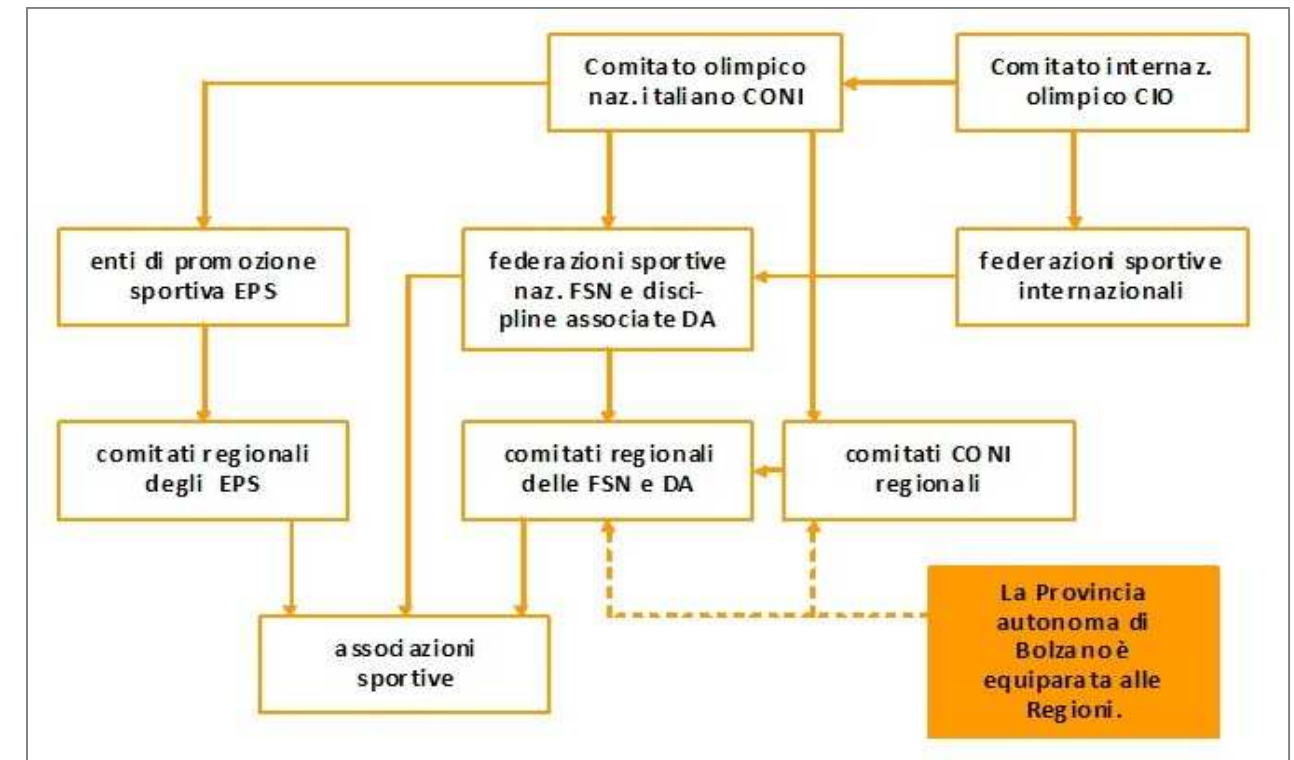 Comitato olimpico
naz. italiano CONI
Comitato internaz.
olimpico CIO
enti di promozione
sportiva EPS
federazioni sportive
naz. FSN e disci-
pline associate DA
federazioni sportive
internazionali
comitati regionali
degli EPS
comitati regionali
delle FSN e DA
comitati CONI
regionali
associazioni
sportive
La Provincia
autonoma di
Bolzano è
equiparata alle
Regioni.